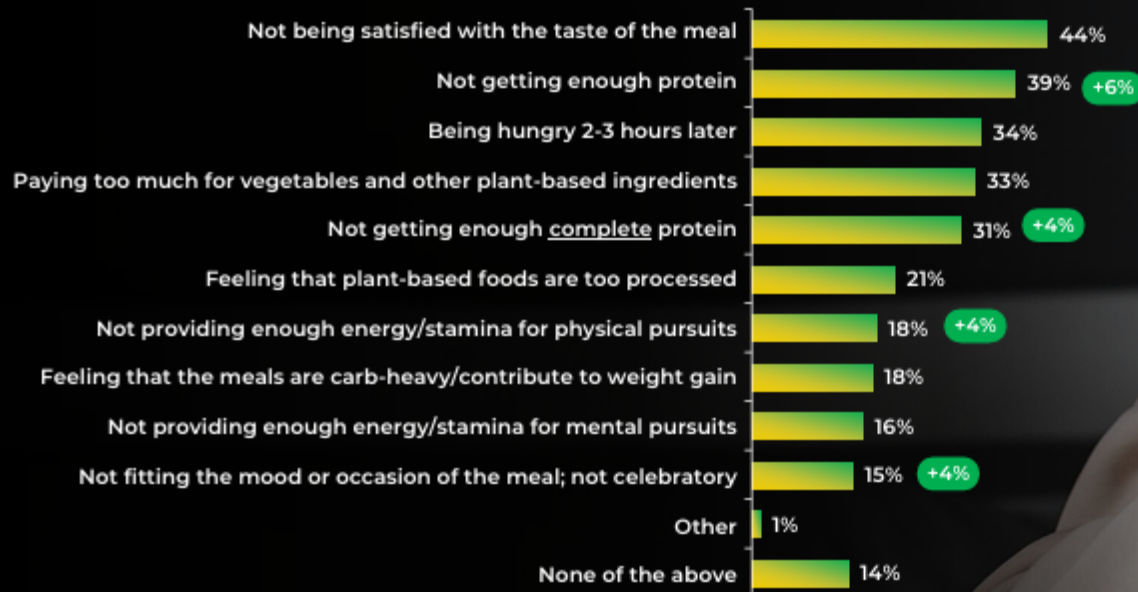 Not being satisfied with the taste of the meal 44%
Not getting enough protein 39% +6%
Being hungry 2-3 hours later 34%
Paying too much for vegetables and other plant-based ingredients 33%
Not getting enough complete protein 31% +4%
Feeling that plant-based foods are too processed 21%
Not providing enough energy/stamina for physical pursuits 18% +4%
Feeling that the meals are carb-heavy/contribute to weight gain 18%
Not providing enough energy/stamina for mental pursuits 16%
Not fitting the mood or occasion of the meal; not celebratory 15% +4%
Other 1%
None of the above 14%